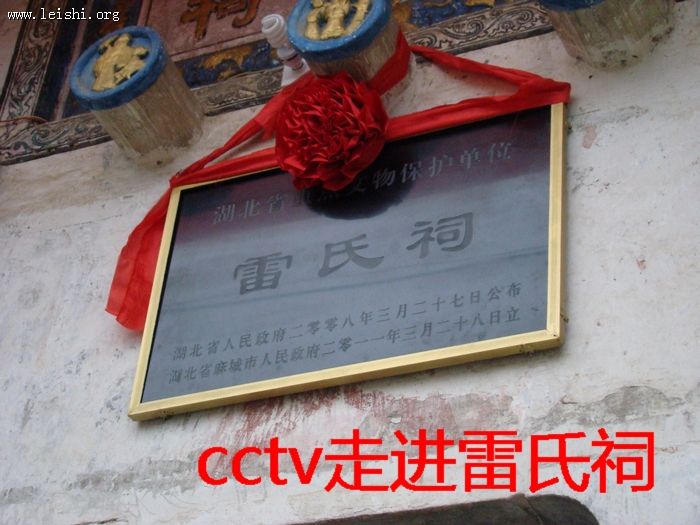 www.leishi.org
祠
湖北省重点文物保护单位
雷氏祠
湖北省人民政府二零零八年三月二十七日公布
湖北省麻城市人民政府二零一一年三月二十八日立
cctv走进雷氏祠